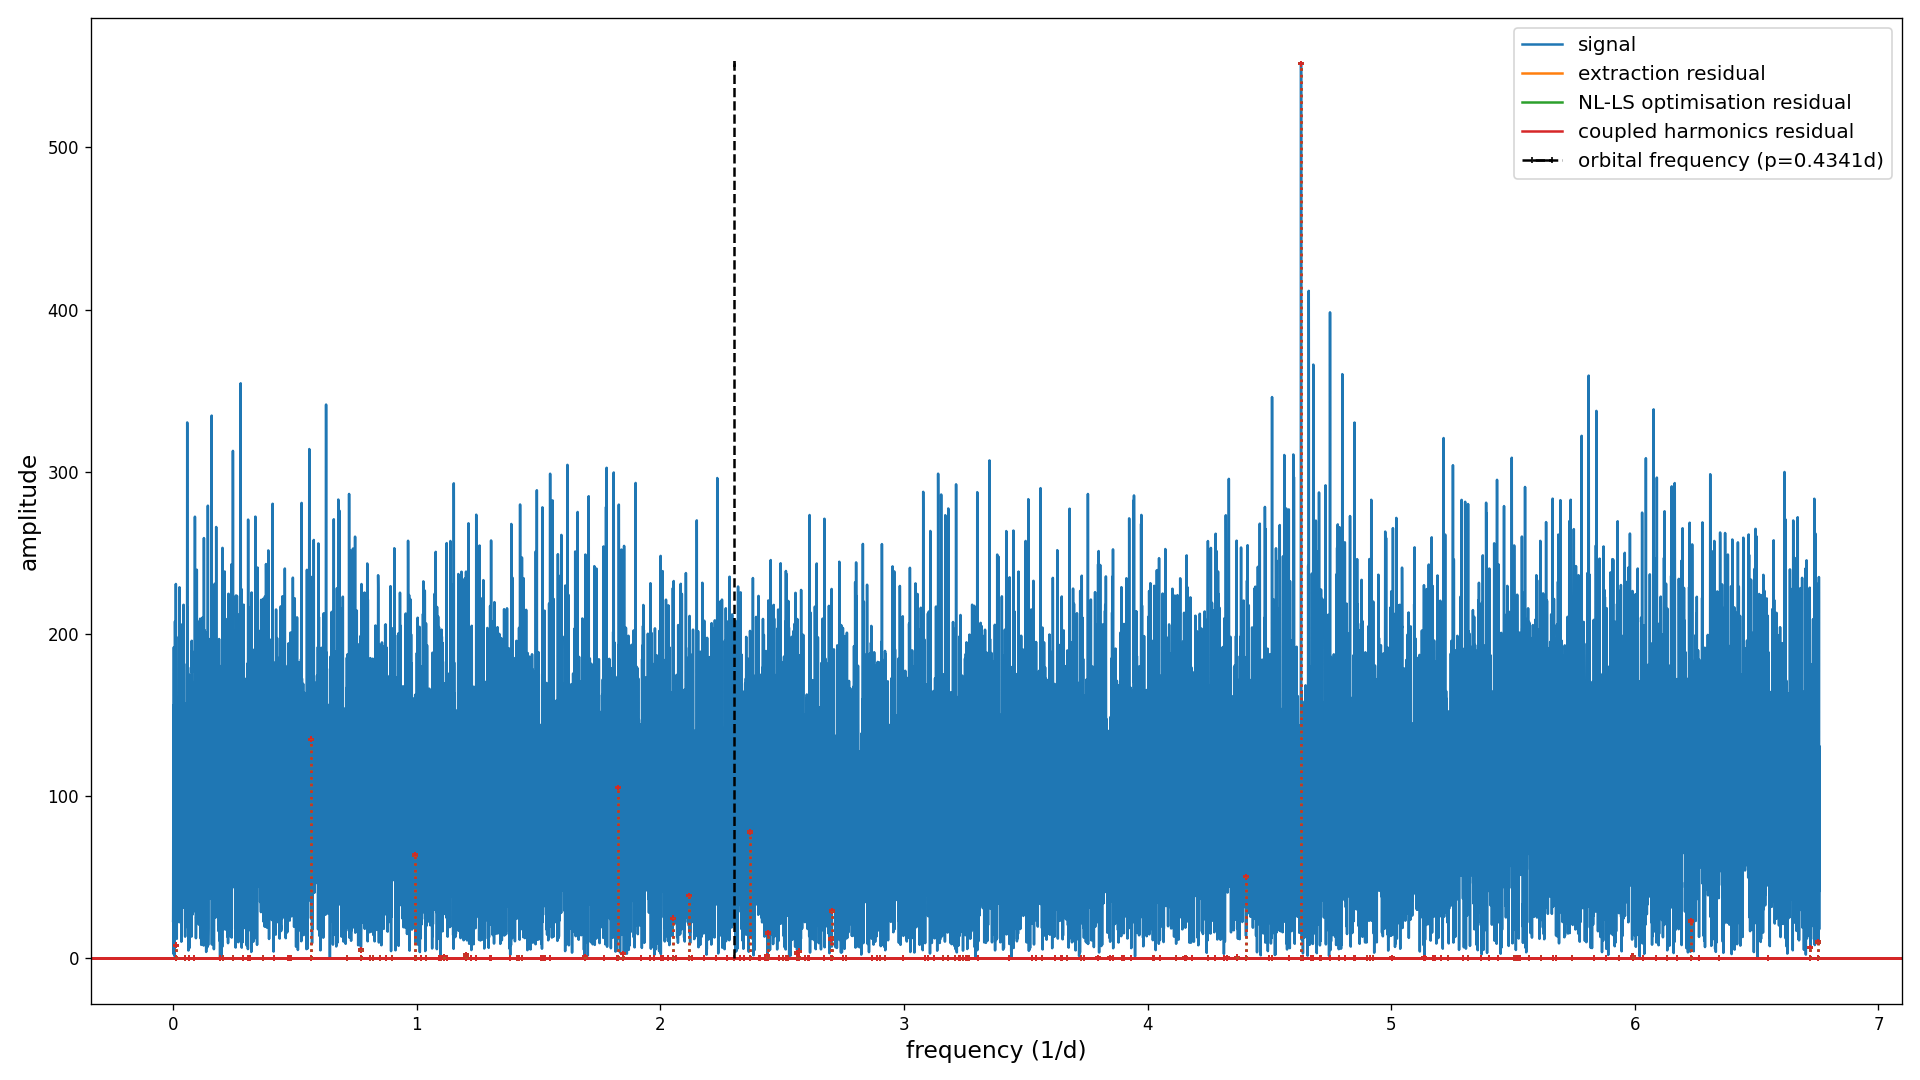 signal
extraction residual
NL-LS optimisation residual
coupled harmonics residual
orbital frequency (p=0.4341d)
amplitude
500
400
300
200
100
0
0 1 2 3 4 5 6 7
frequency (1/d)